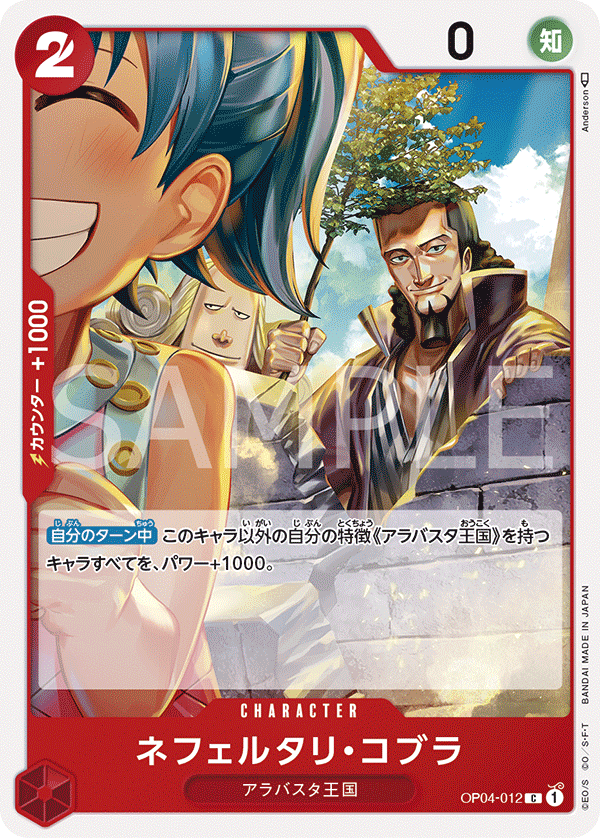 2
0
知
Anderson
カウンター +1000
SAMPLE
自分のターン中 このキャラ以外の自分の特徴《アラバスタ王国》を持つ
キャラすべてを、パワー+1000。
CHARACTER
ネフェルタリ・コブラ
アラバスタ王国
OP04-012 C 1
©E.O/S ©O/S・F・T BANDAI MADE IN JAPAN